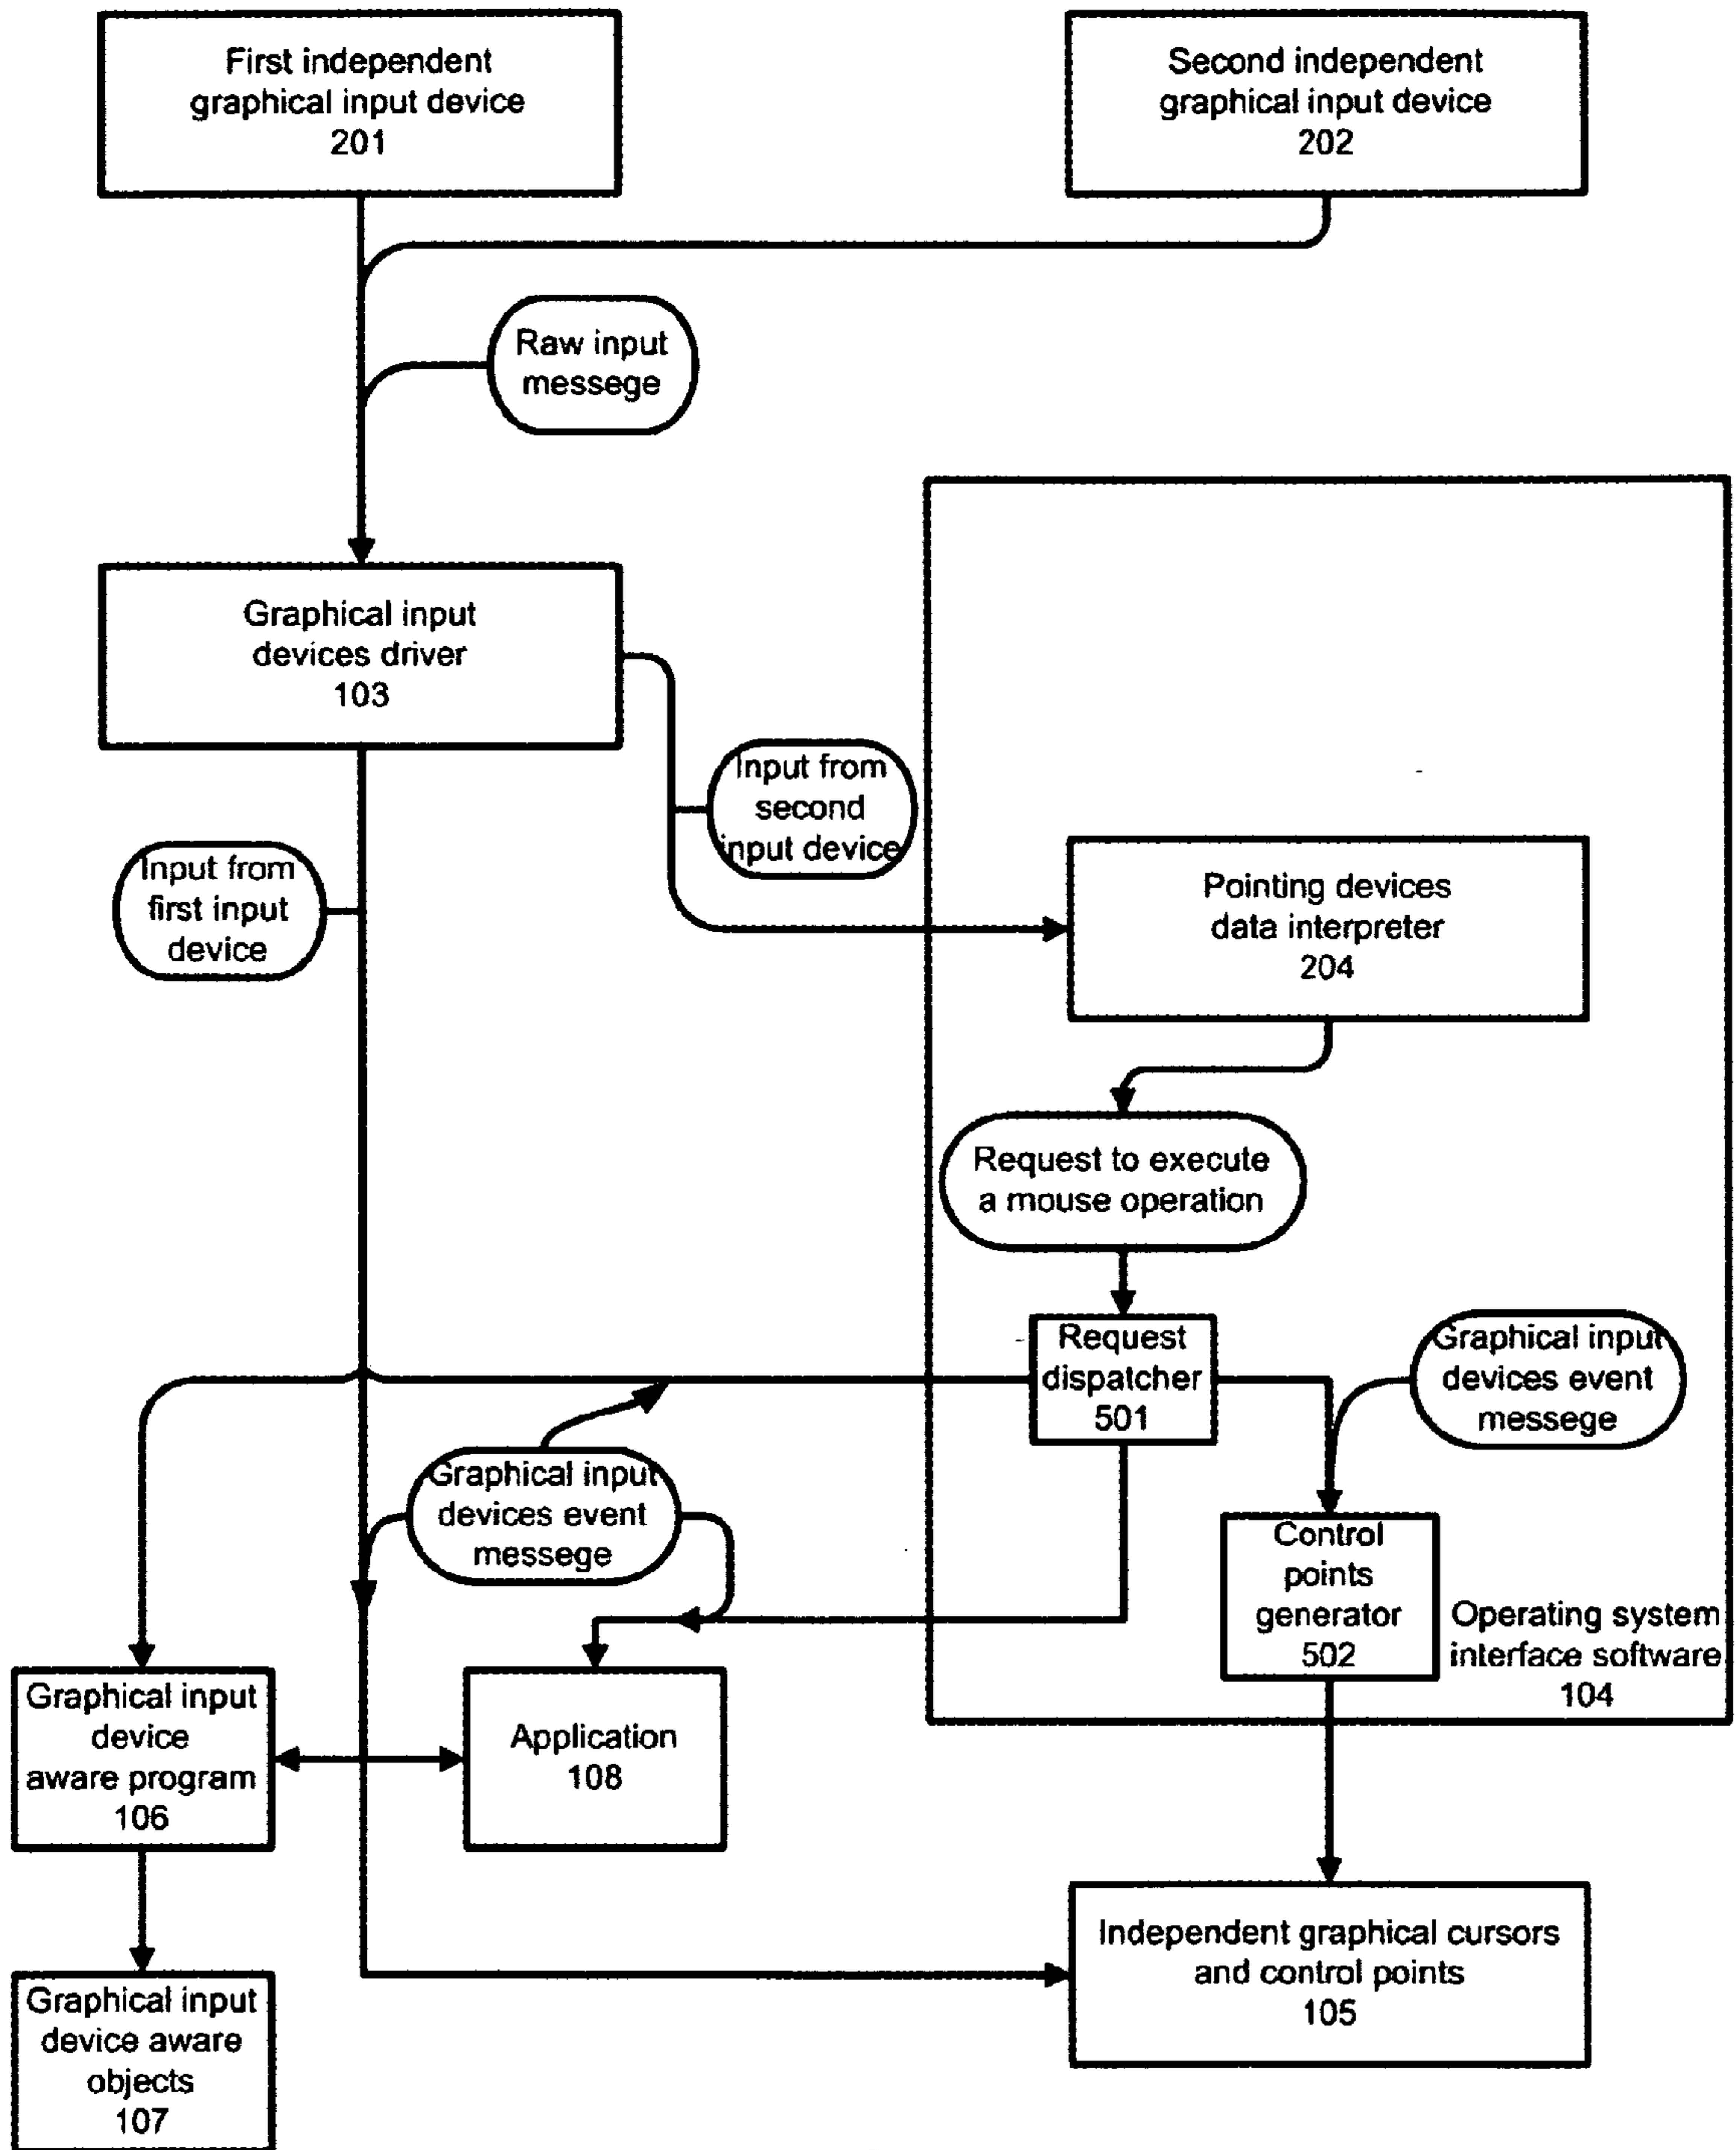 First independent
graphical input device
201
Second independent
graphical input device
202
Raw input
messege
Graphical input
devices driver
103
Input from
second
input device
Input from
first input
device
Pointing devices
data interpreter
204
Request to execute
a mouse operation
Request
dispatcher
501
Graphical input
devices event
messege
Graphical input
devices event
messege
Control
points
generator
502
Operating system
interface software
104
Graphical input
device
aware program
106
Application
108
Independent graphical cursors
and control points
105
Graphical input
device aware
objects
107